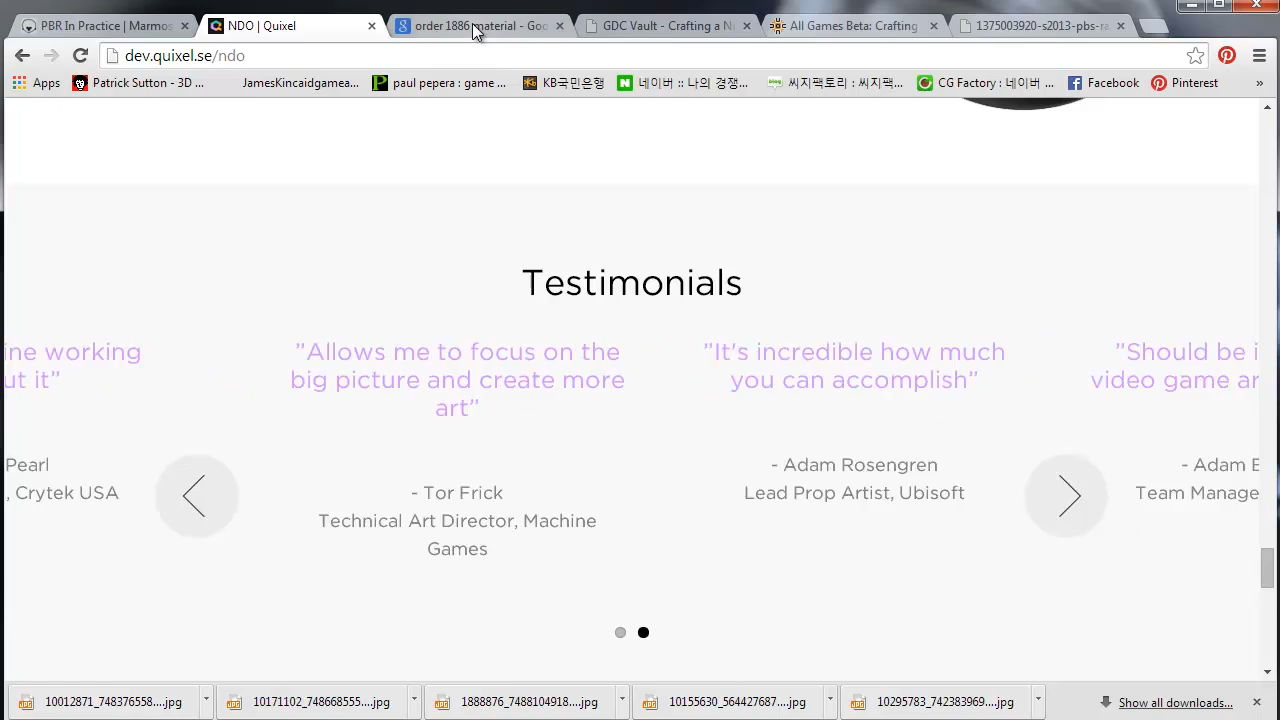 PBR In Practice | Marmos
NDO | Quixel
order 1886 material - Goo
GDC Vault - Crafting a N
All Games Beta: Crafting
1375003920-s2013-pbs-ra
dev.quixel.se/ndo
Apps
Patrick Sutton - 3D ...
JamesKincaidgamea...
paul pepera : game ...
KB국민은행
네이버 :: 나의 쟁쟁...
씨지팩토리 : 씨지팩...
CG Factory : 네이버 ...
Facebook
Pinterest
»
Testimonials
ine working
ut it”
”Allows me to focus on the
big picture and create more
art”
”It's incredible how much
you can accomplish”
”Should be i
video game ar
Pearl
, Crytek USA
- Tor Frick
Technical Art Director, Machine
Games
- Adam Rosengren
Lead Prop Artist, Ubisoft
- Adam B
Team Manage
10012871_748376558....jpg
10171102_748668555....jpg
1888876_7488104918....jpg
10155630_564427687....jpg
10295783_742383969....jpg
Show all downloads...